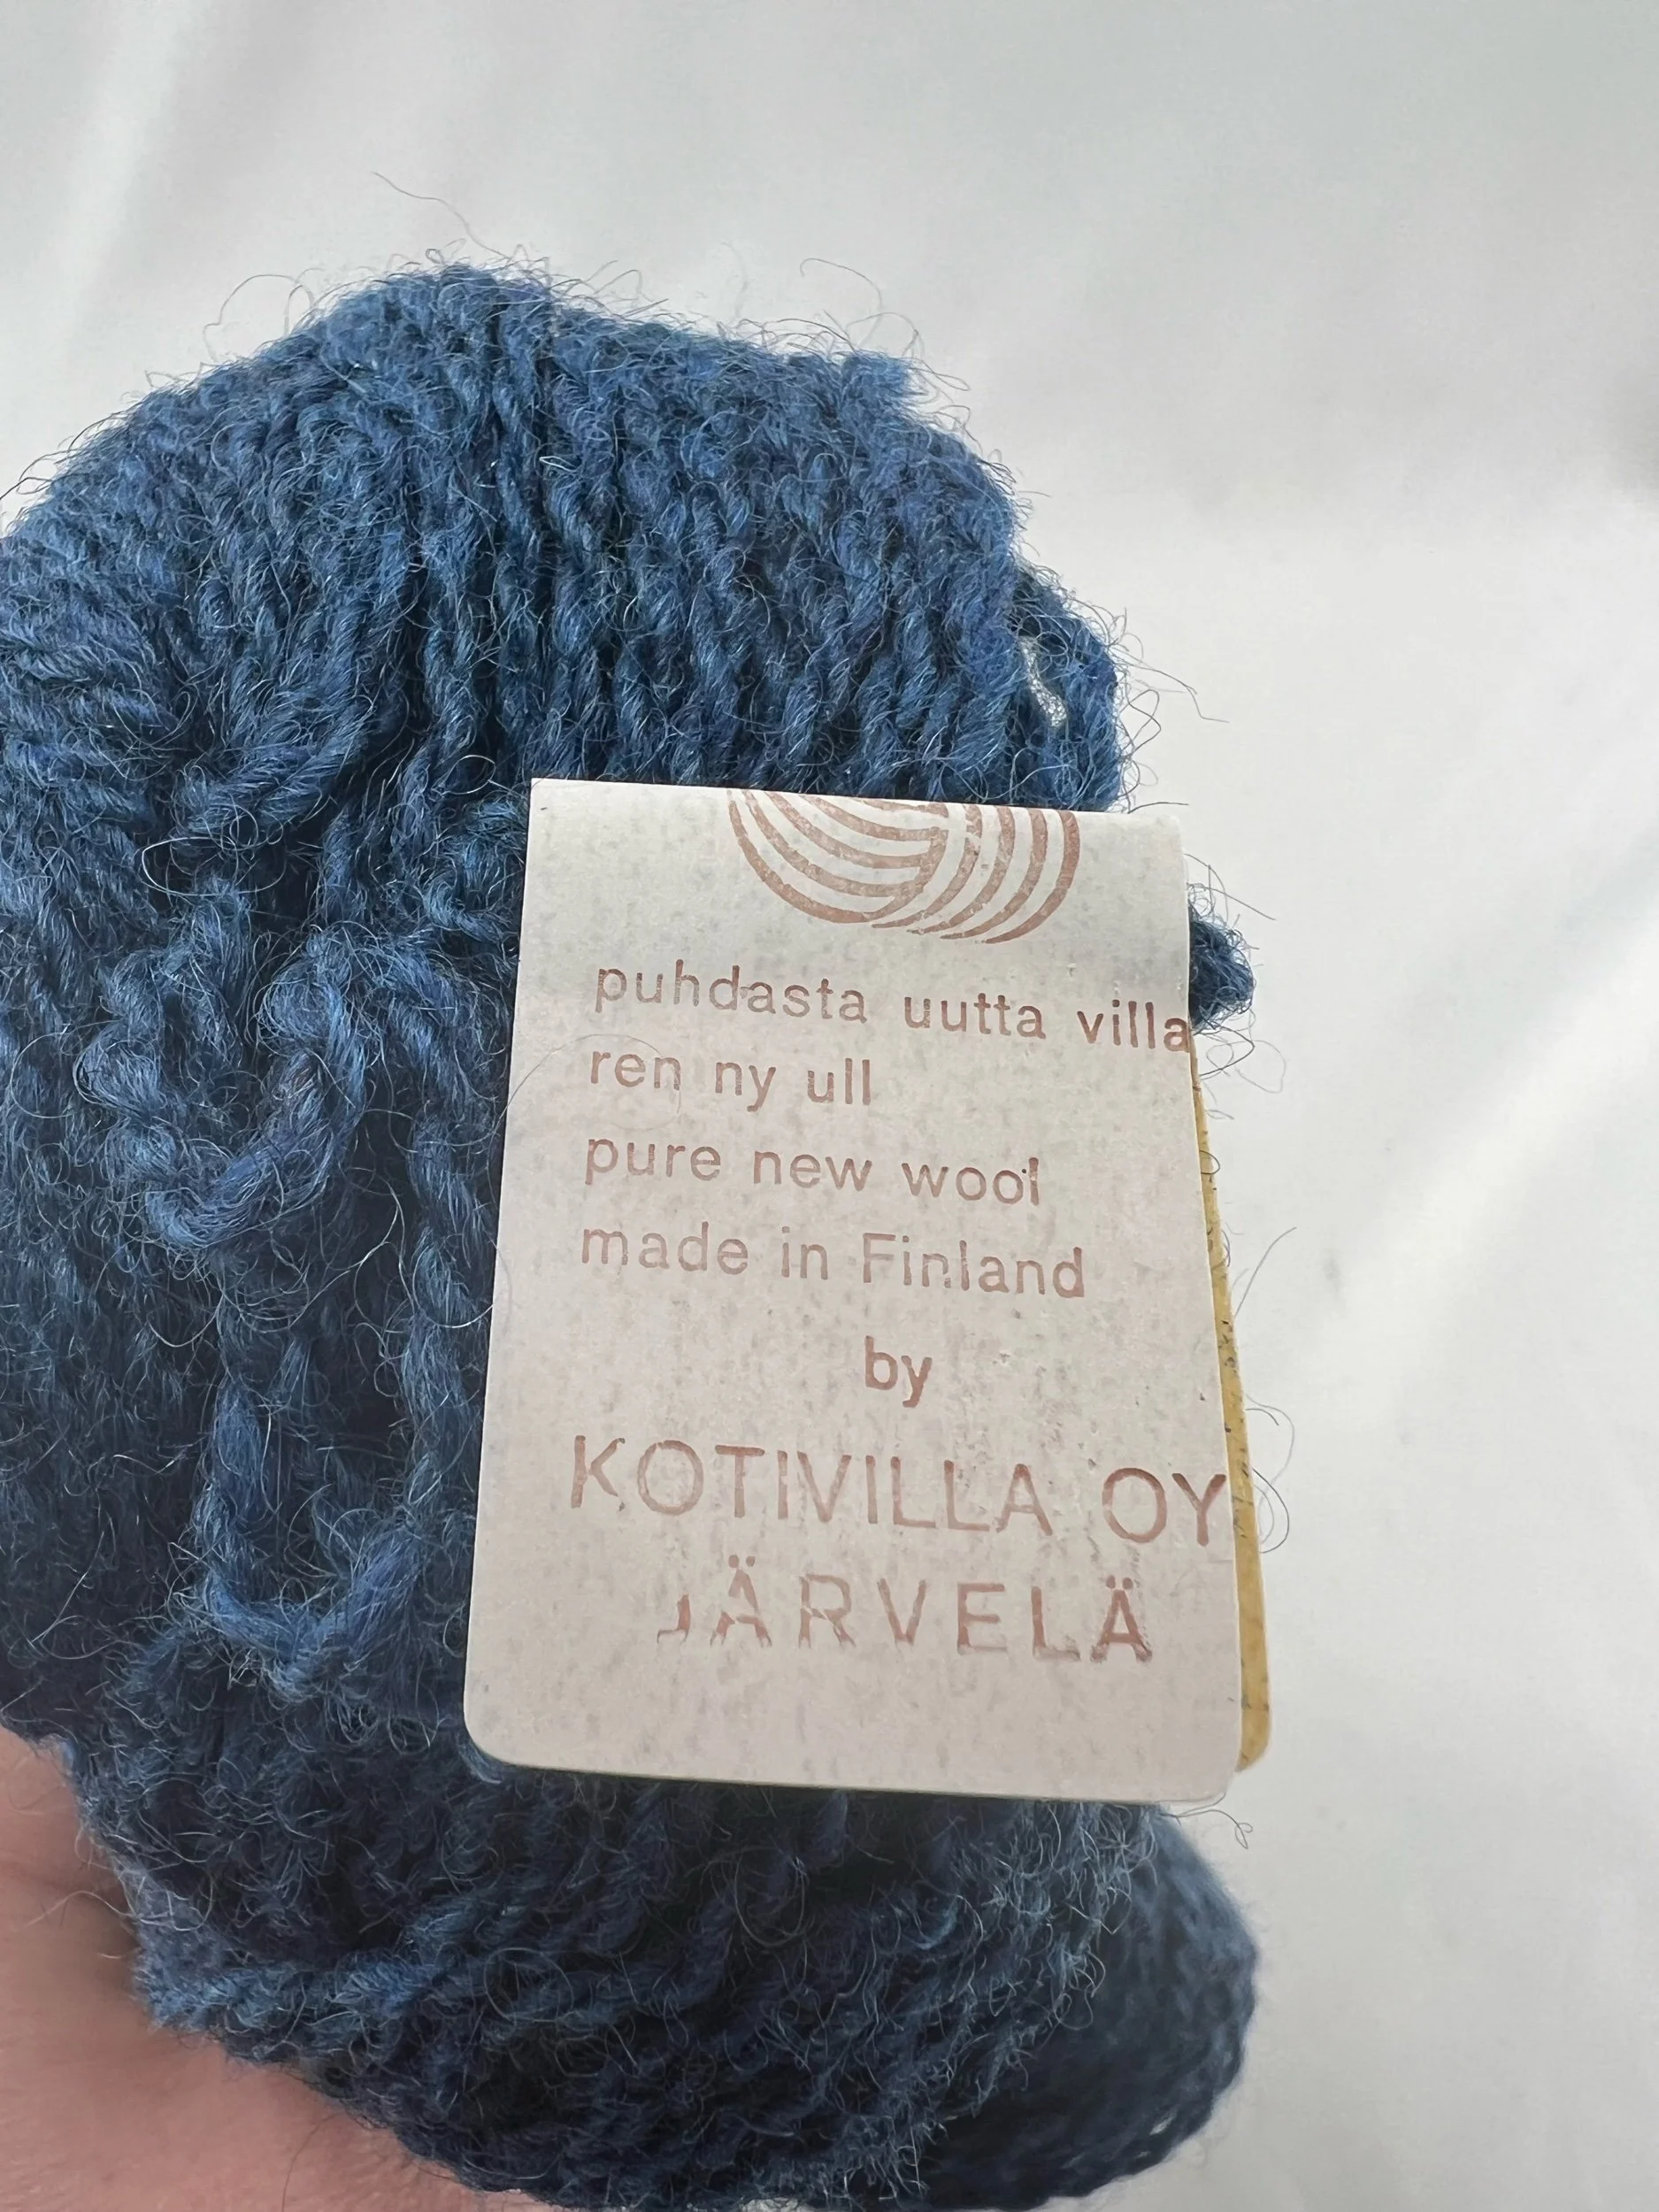 puhdasta uutta villa
ren ny ull
pure new wool
made in Finland
by
KOTIVILLA OY
JÄRVELÄ